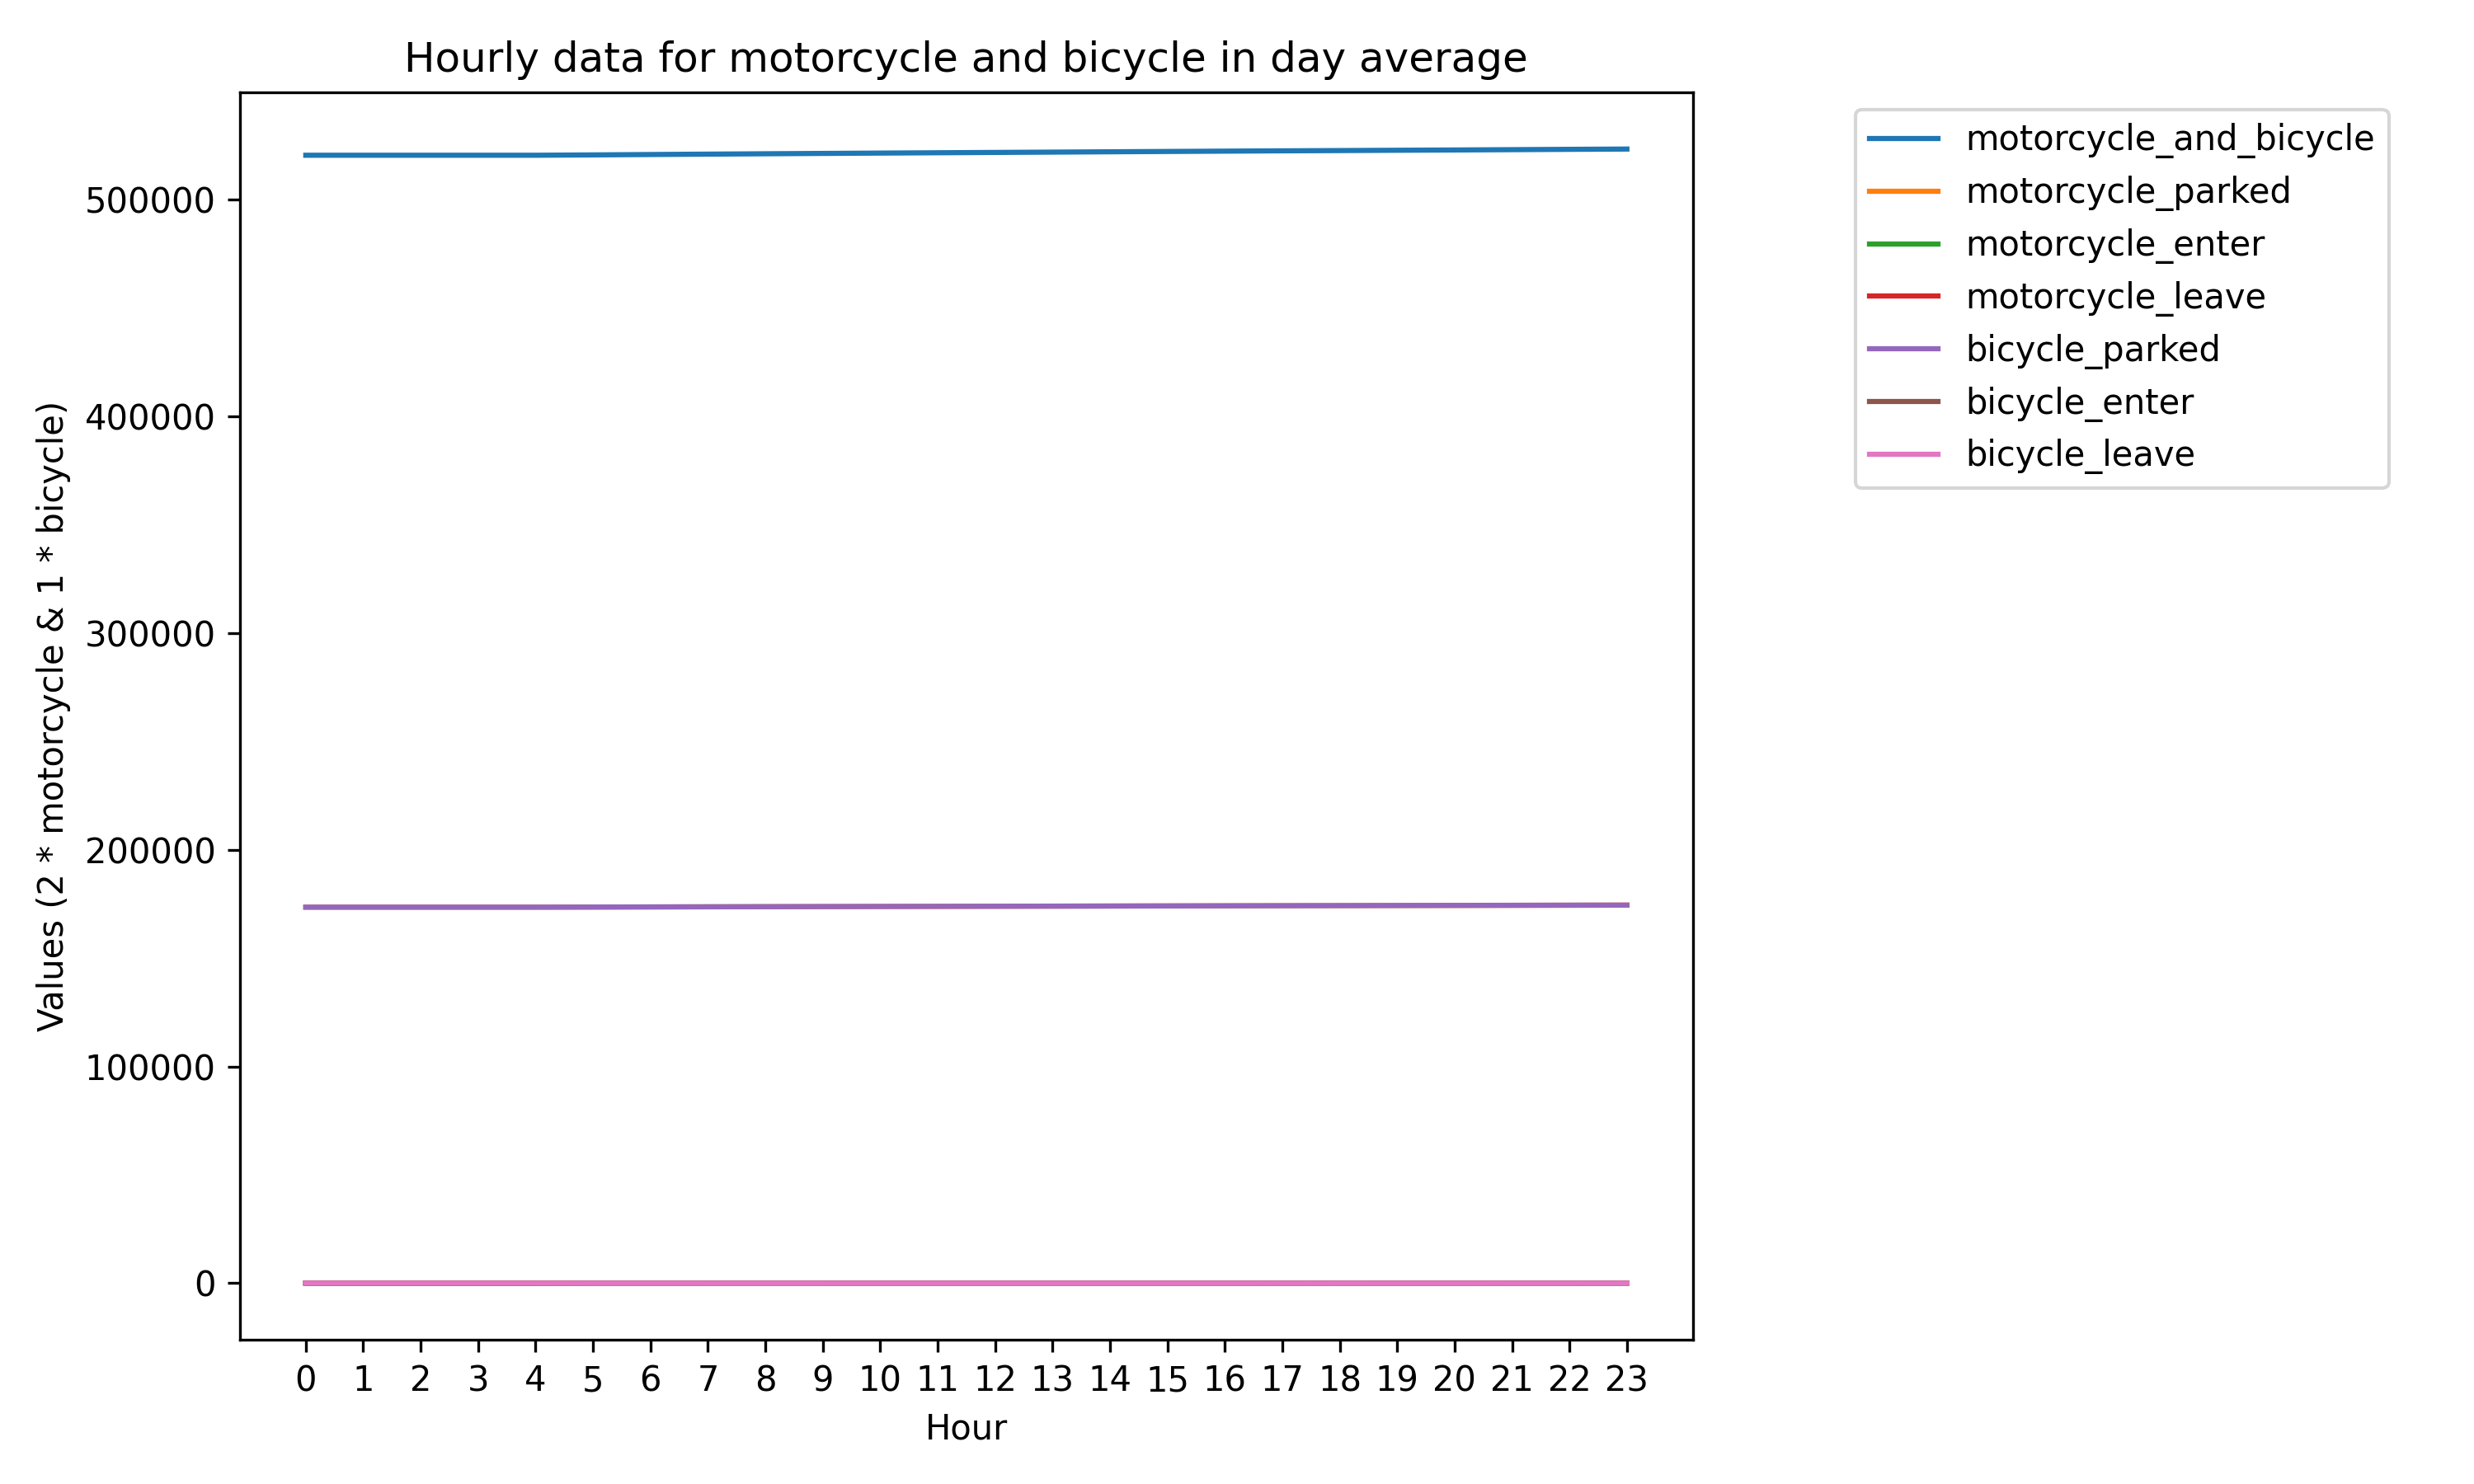 Hourly data for motorcycle and bicycle in day average
motorcycle_and_bicycle
motorcycle_parked
motorcycle_enter
motorcycle_leave
bicycle_parked
bicycle_enter
bicycle_leave
Values (2 * motorcycle & 1 * bicycle)
500000
400000
300000
200000
100000
0
0 1 2 3 4 5 6 7 8 9 10 11 12 13 14 15 16 17 18 19 20 21 22 23
Hour